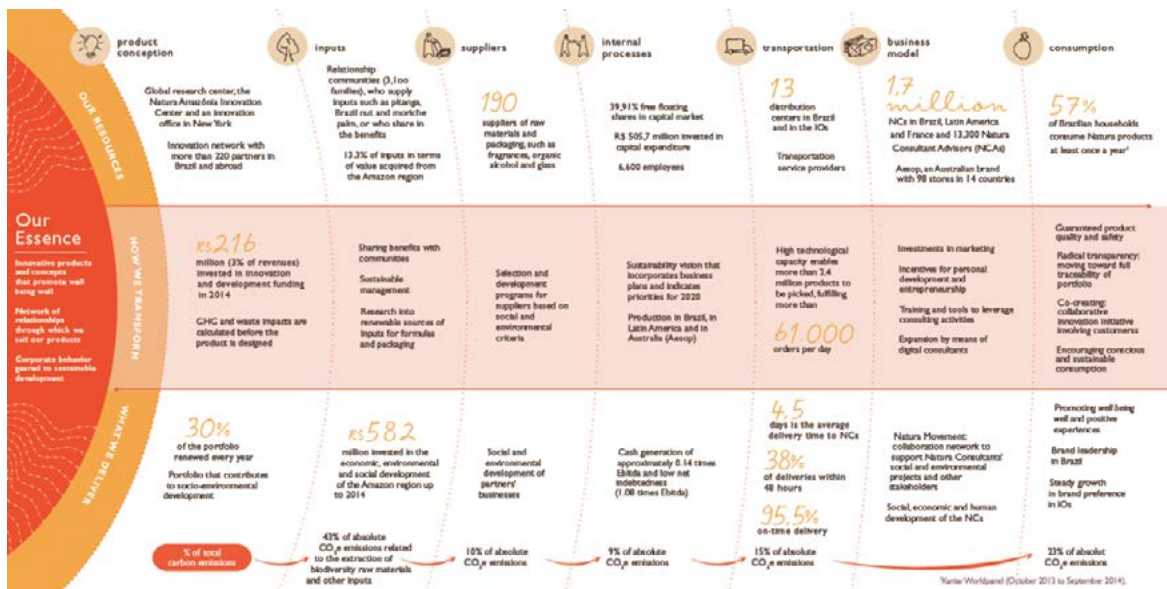 product
conception
inputs
suppliers
internal
processes
transportation
business
model
consumption
OUR RESOURCES
Global research center, the
Natura Amazônia Innovation
Center and an innovation
office in New York
Innovation network with
more than 220 partners in
Brazil and abroad
Relationship
communities (3,100
families), who supply
inputs such as pitanga,
Brazil nut and moriche
palm, or who share in
the benefits
13.3% of inputs in terms
of value acquired from
the Amazon region
190
suppliers of raw
materials and
packaging, such as
fragrances, organic
alcohol and glass
39,91% free floating
shares in capital market
R$ 505,7 million invested in
capital expenditure
6,600 employees
13
distribution
centers in Brazil
and in the IOs
Transportation
service providers
1,7
million
NCs in Brazil, Latin America
and France and 13,300 Natura
Consultant Advisors (NCAs)
Aesop, an Australian brand
with 98 stores in 14 countries
57%
of Brazilian households
consume Natura products
at least once a year¹
Our
Essence
Innovative products
and concepts
that promote well
being well
Network of
relationships
through which we
sell our products
Corporate behavior
geared to sustainable
development
HOW WE TRANSFORM
R$216
million (3% of revenues)
invested in innovation
and development funding
in 2014
GHG and waste impacts are
calculated before the
product is designed
Sharing benefits with
communities
Sustainable
management
Research into
renewable sources of
inputs for formulas
and packaging
Selection and
development
programs for
suppliers based on
social and
environmental
criteria
Sustainability vision that
incorporates business
plans and indicates
priorities for 2020
Production in Brazil, in
Latin America and in
Australia (Aesop)
High technological
capacity enables
more than 2.4
million products to
be picked, fulfilling
more than
61.000
orders per day
Investments in marketing
Incentives for personal
development and
entrepreneurship
Training and tools to leverage
consulting activities
Expansion by means of
digital consultants
Guaranteed product
quality and safety
Radical transparency:
moving toward full
traceability of
portfolio
Co-creating:
collaborative
innovation initiative
involving customerss
Encouraging conscious
and sustainable
consumption
WHAT WE DELIVER
30%
of the portfolio
renewed every year
Portfolio that contributes
to socio-environmental
development
R$582
million invested in the
economic, environmental
and social development
of the Amazon region up
to 2014
Social and
environmental
development of
partners'
businesses
Cash generation of
approximately 0.14 times
Ebitda and low net
indebtedness
(1.08 times Ebitda)
4,5
days is the average
delivery time to NCs
38%
of deliveries within
48 hours
95,5%
on-time delivery
Natura Movement:
collaboration network to
support Natura Consultants'
social and environmental
projects and other
stakeholders
Social, economic and human
development of the NCs
Promoting well being
well and positive
experiences
Brand leadership
in Brazil
Steady growth
in brand preference
in IOs
% of total
carbon emissions
43% of absolute
CO₂e emissions related
to the extraction of
biodiversity raw materials
and other inputs
10% of absolute
CO₂e emissions
9% of absolute
CO₂e emissions
15% of absolute
CO₂e emissions
23% of absolut
CO₂e emissions
¹Kantar Worldpanel (October 2013 to September 2014).